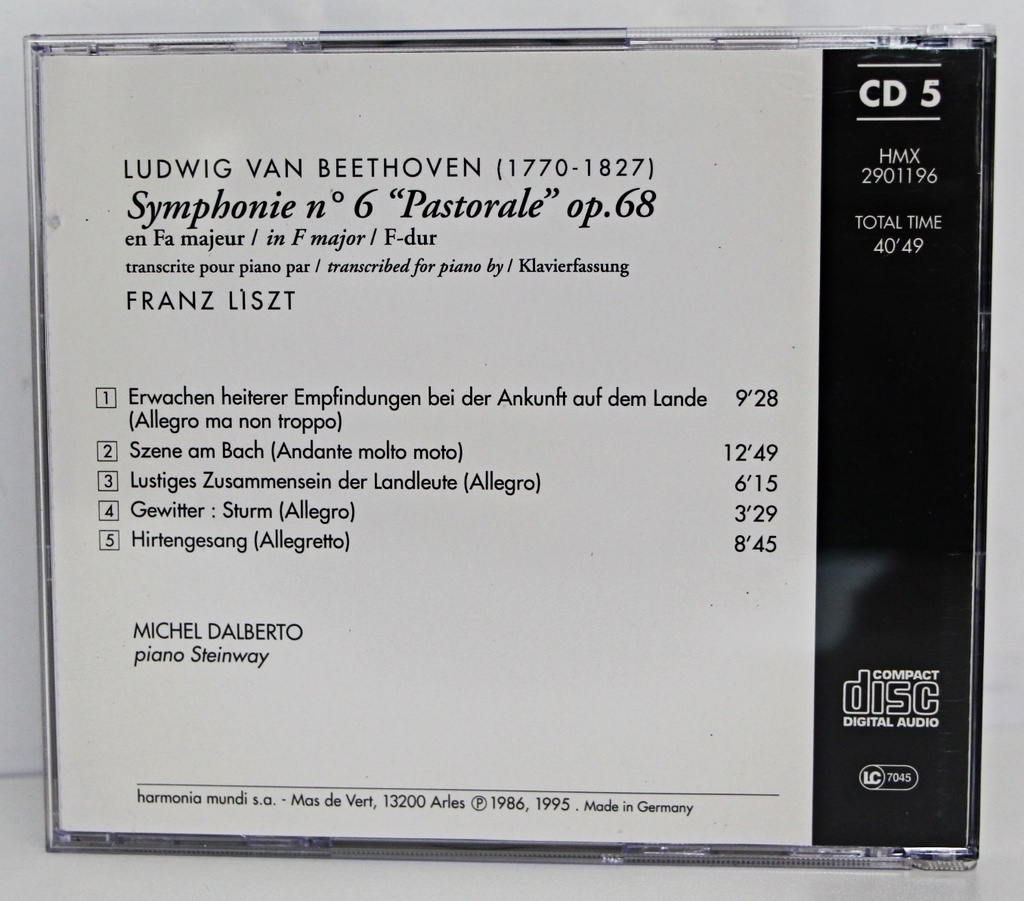 LUDWIG VAN BEETHOVEN (1770-1827)
Symphonie n° 6 “Pastorale” op.68
en Fa majeur / in F major / F-dur
transcrite pour piano par / transcribed for piano by / Klavierfassung
FRANZ LISZT
1 Erwachen heiterer Empfindungen bei der Ankunft auf dem Lande 9’28
(Allegro ma non troppo)
2 Szene am Bach (Andante molto moto) 12’49
3 Lustiges Zusammensein der Landleute (Allegro) 6’15
4 Gewitter : Sturm (Allegro) 3’29
5 Hirtengesang (Allegretto) 8’45
MICHEL DALBERTO
piano Steinway
harmonia mundi s.a. - Mas de Vert, 13200 Arles ℗ 1986, 1995 . Made in Germany
CD 5
HMX
2901196
TOTAL TIME
40’49
COMPACT
disc
DIGITAL AUDIO
LC 7045